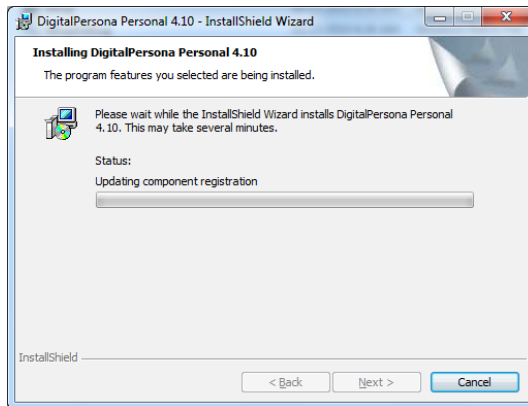 DigitalPersona Personal 4.10 - InstallShield Wizard
Installing DigitalPersona Personal 4.10
The program features you selected are being installed.
Please wait while the InstallShield Wizard installs DigitalPersona Personal
4.10. This may take several minutes.
Status:
Updating component registration
InstallShield
< Back
Next >
Cancel